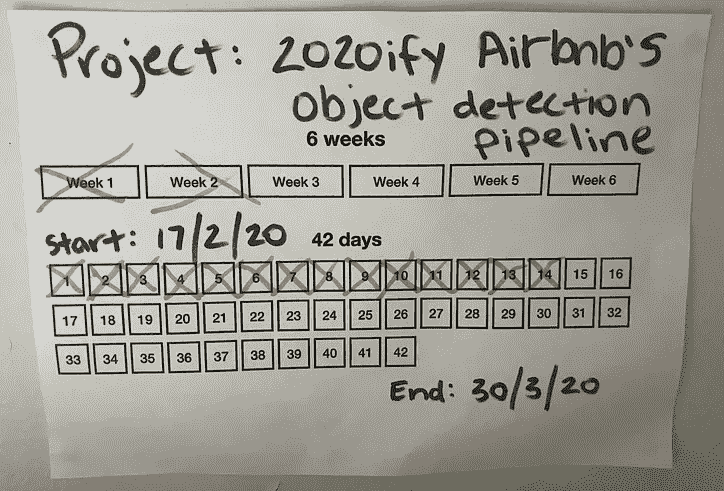 Project: 2020ify Airbnb's
object detection
6 weeks pipeline
Week 1 Week 2 Week 3 Week 4 Week 5 Week 6
Start: 17/2/20 42 days
1 2 3 4 5 6 7 8 9 10 11 12 13 14 15 16
17 18 19 20 21 22 23 24 25 26 27 28 29 30 31 32
33 34 35 36 37 38 39 40 41 42
End: 30/3/20